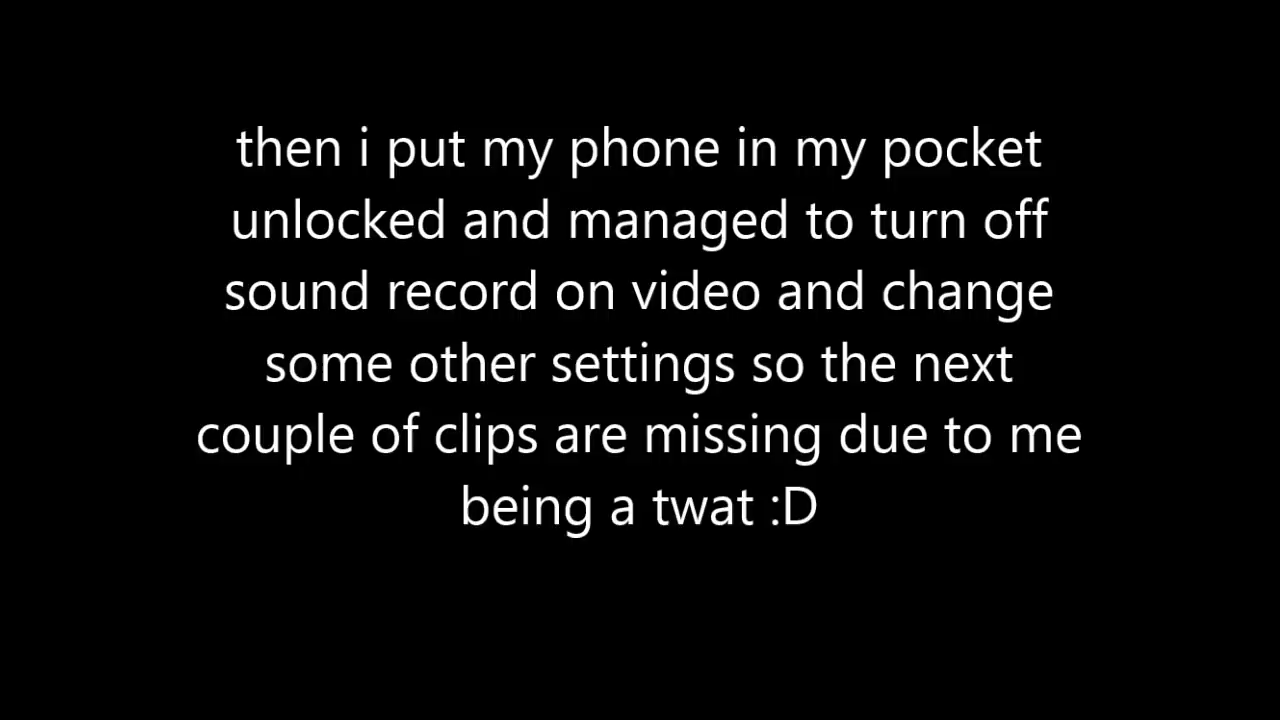 then i put my phone in my pocket
unlocked and managed to turn off
sound record on video and change
some other settings so the next
couple of clips are missing due to me
being a twat :D